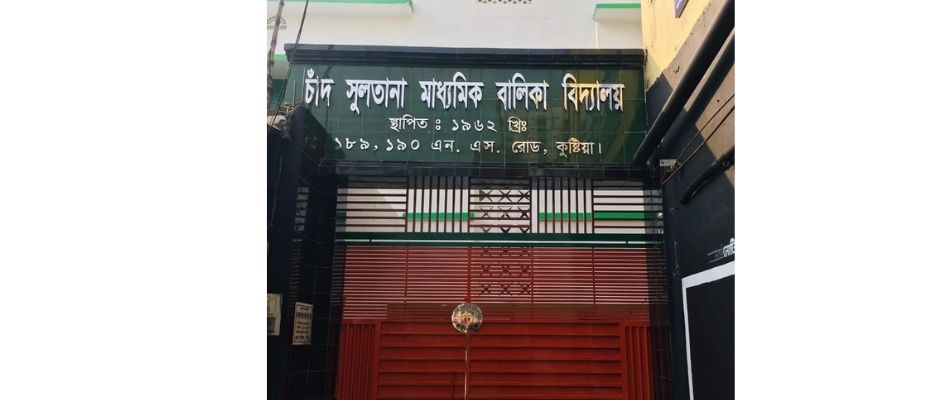 চাঁদ সুলতানা মাধ্যমিক বালিকা বিদ্যালয়
স্থাপিত : ১৯৬২ খ্রিঃ
১৮৯, ১৯০ এন. এস. রোড, কুষ্টিয়া।